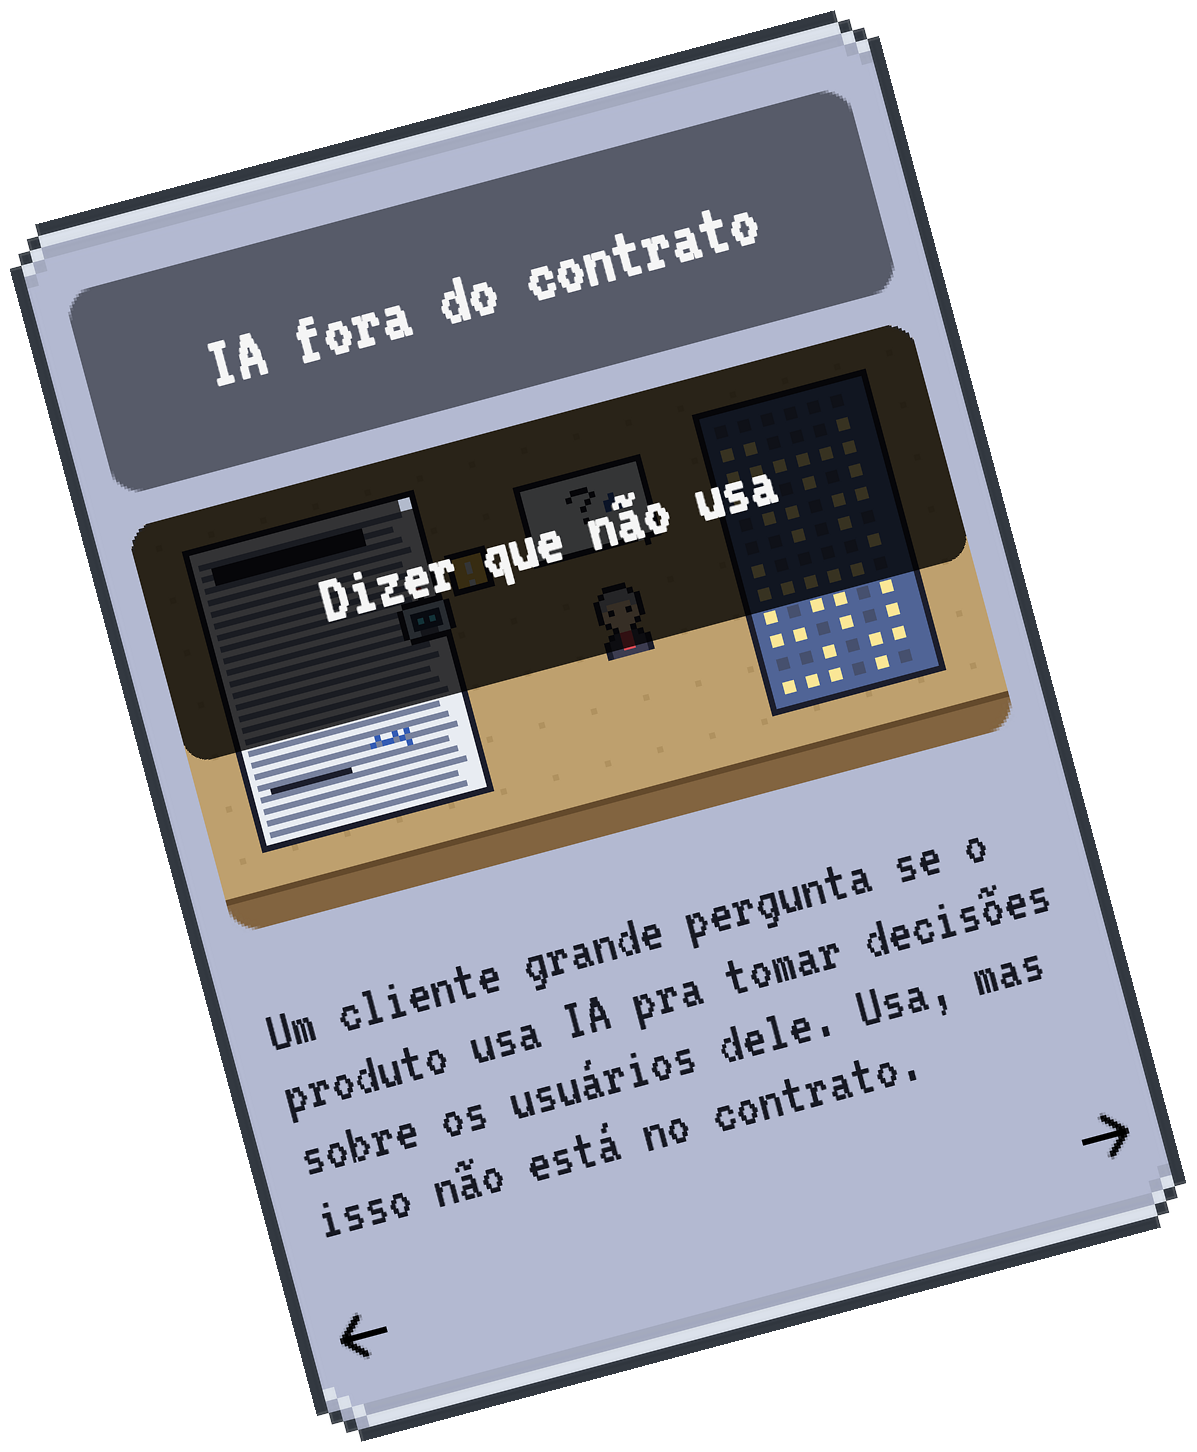 IA fora do contrato
Dizer que não usa
Um cliente grande pergunta se o
produto usa IA pra tomar decisões
sobre os usuários dele. Usa, mas
isso não está no contrato.